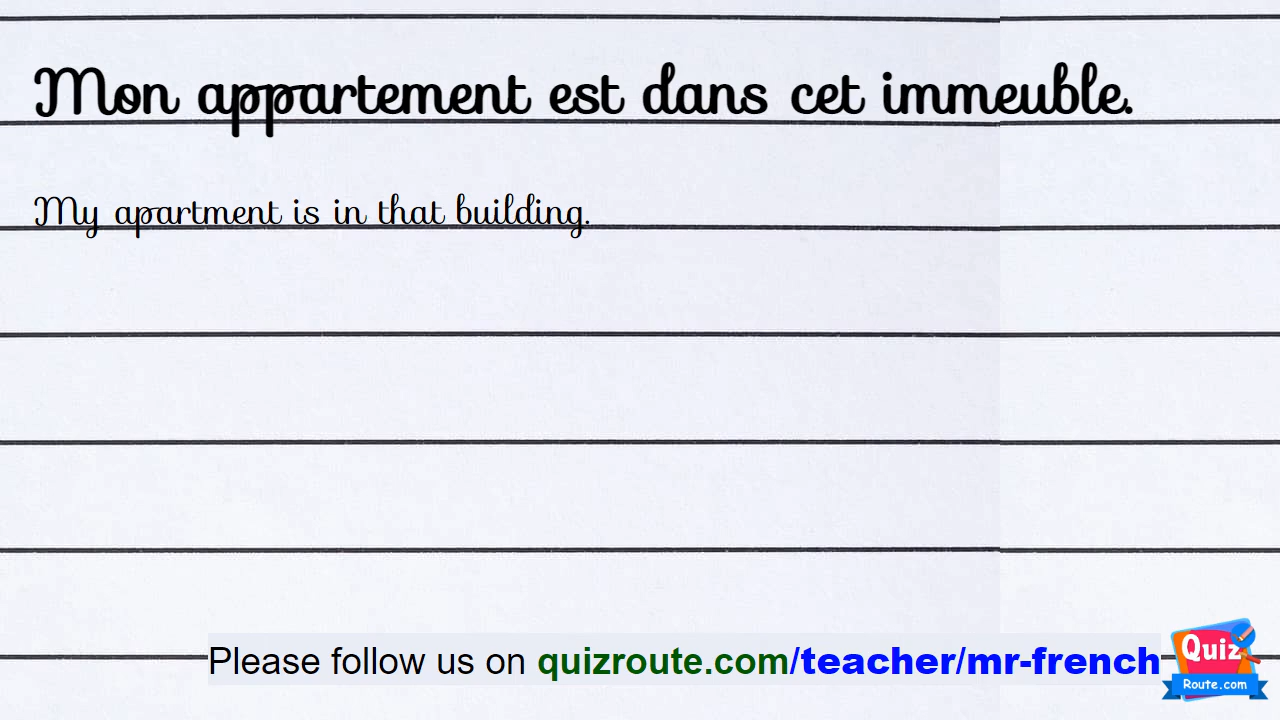 Mon appartement est dans cet immeuble.
My apartment is in that building.
Please follow us on quizroute.com/teacher/mr-french
Quiz
Route.com